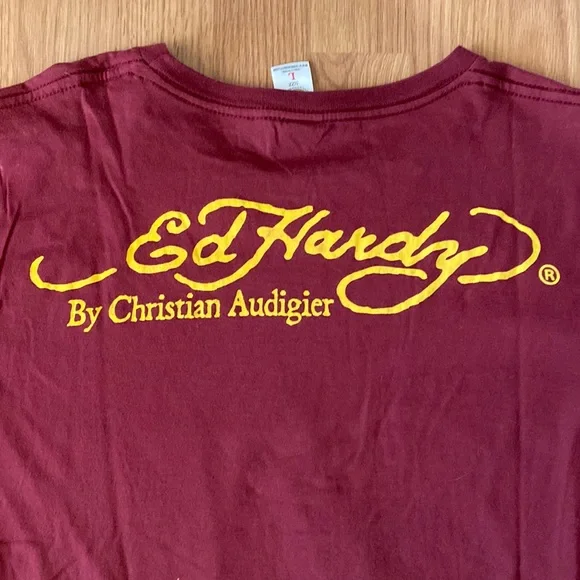 L
Ed Hardy ®
By Christian Audigier